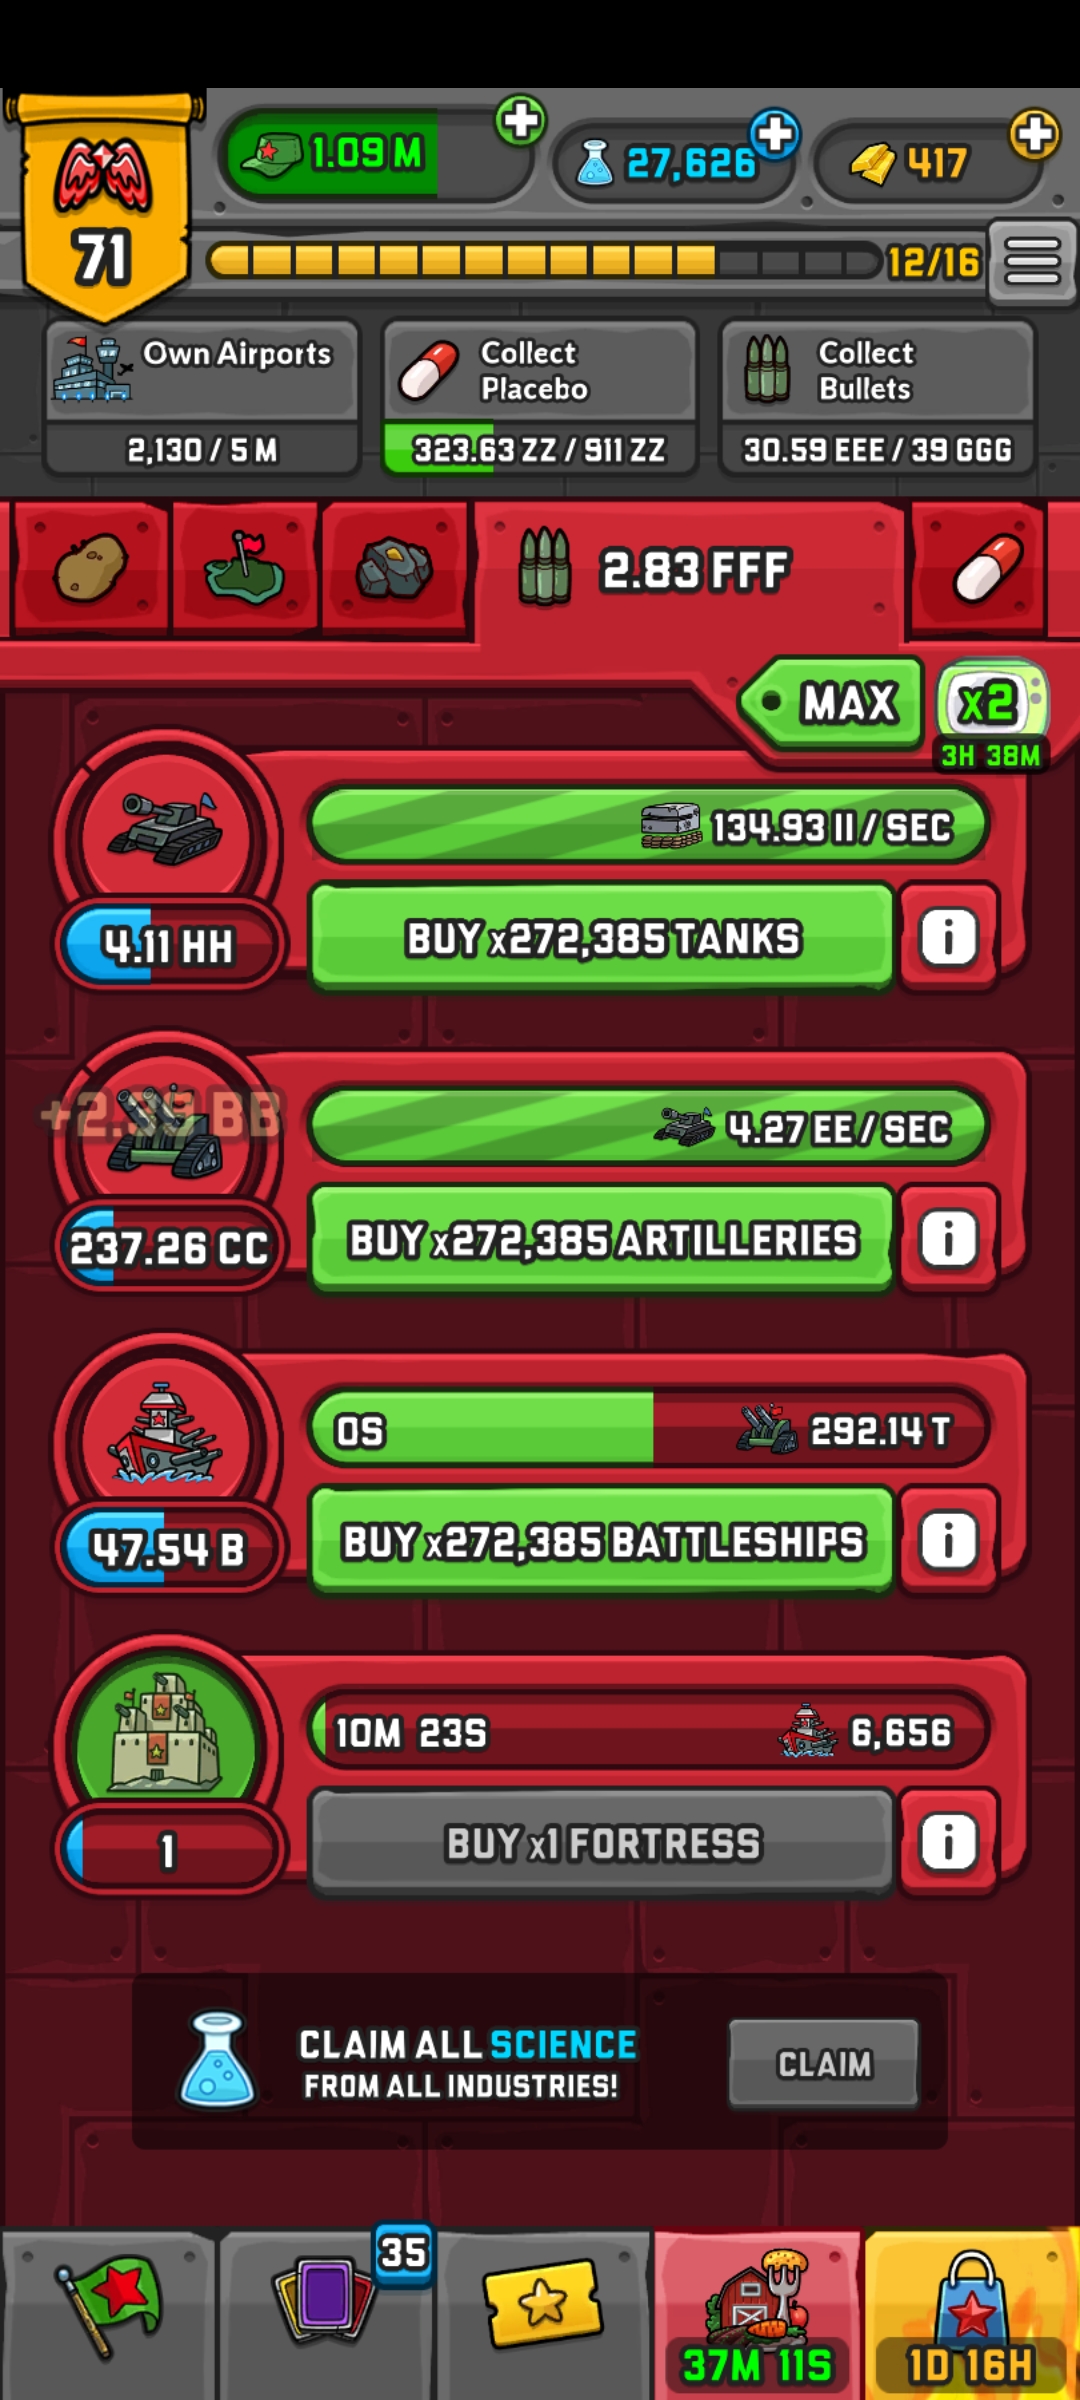 1.09 M
27,626
417
71
12/16
Own Airports
2,130 / 5 M
Collect
Placebo
323.63 ZZ / 911 ZZ
Collect
Bullets
30.59 EEE / 39 GGG
2.83 FFF
MAX
x2
3H 38M
134.93 II / SEC
4.11 HH
BUY x272,385 TANKS
i
4.27 EE / SEC
237.26 CC
BUY x272,385 ARTILLERIES
i
0S
292.14 T
47.54 B
BUY x272,385 BATTLESHIPS
i
10M 23S
6,656
1
BUY x1 FORTRESS
i
CLAIM ALL SCIENCE
FROM ALL INDUSTRIES!
CLAIM
35
37M 11S
1D 16H